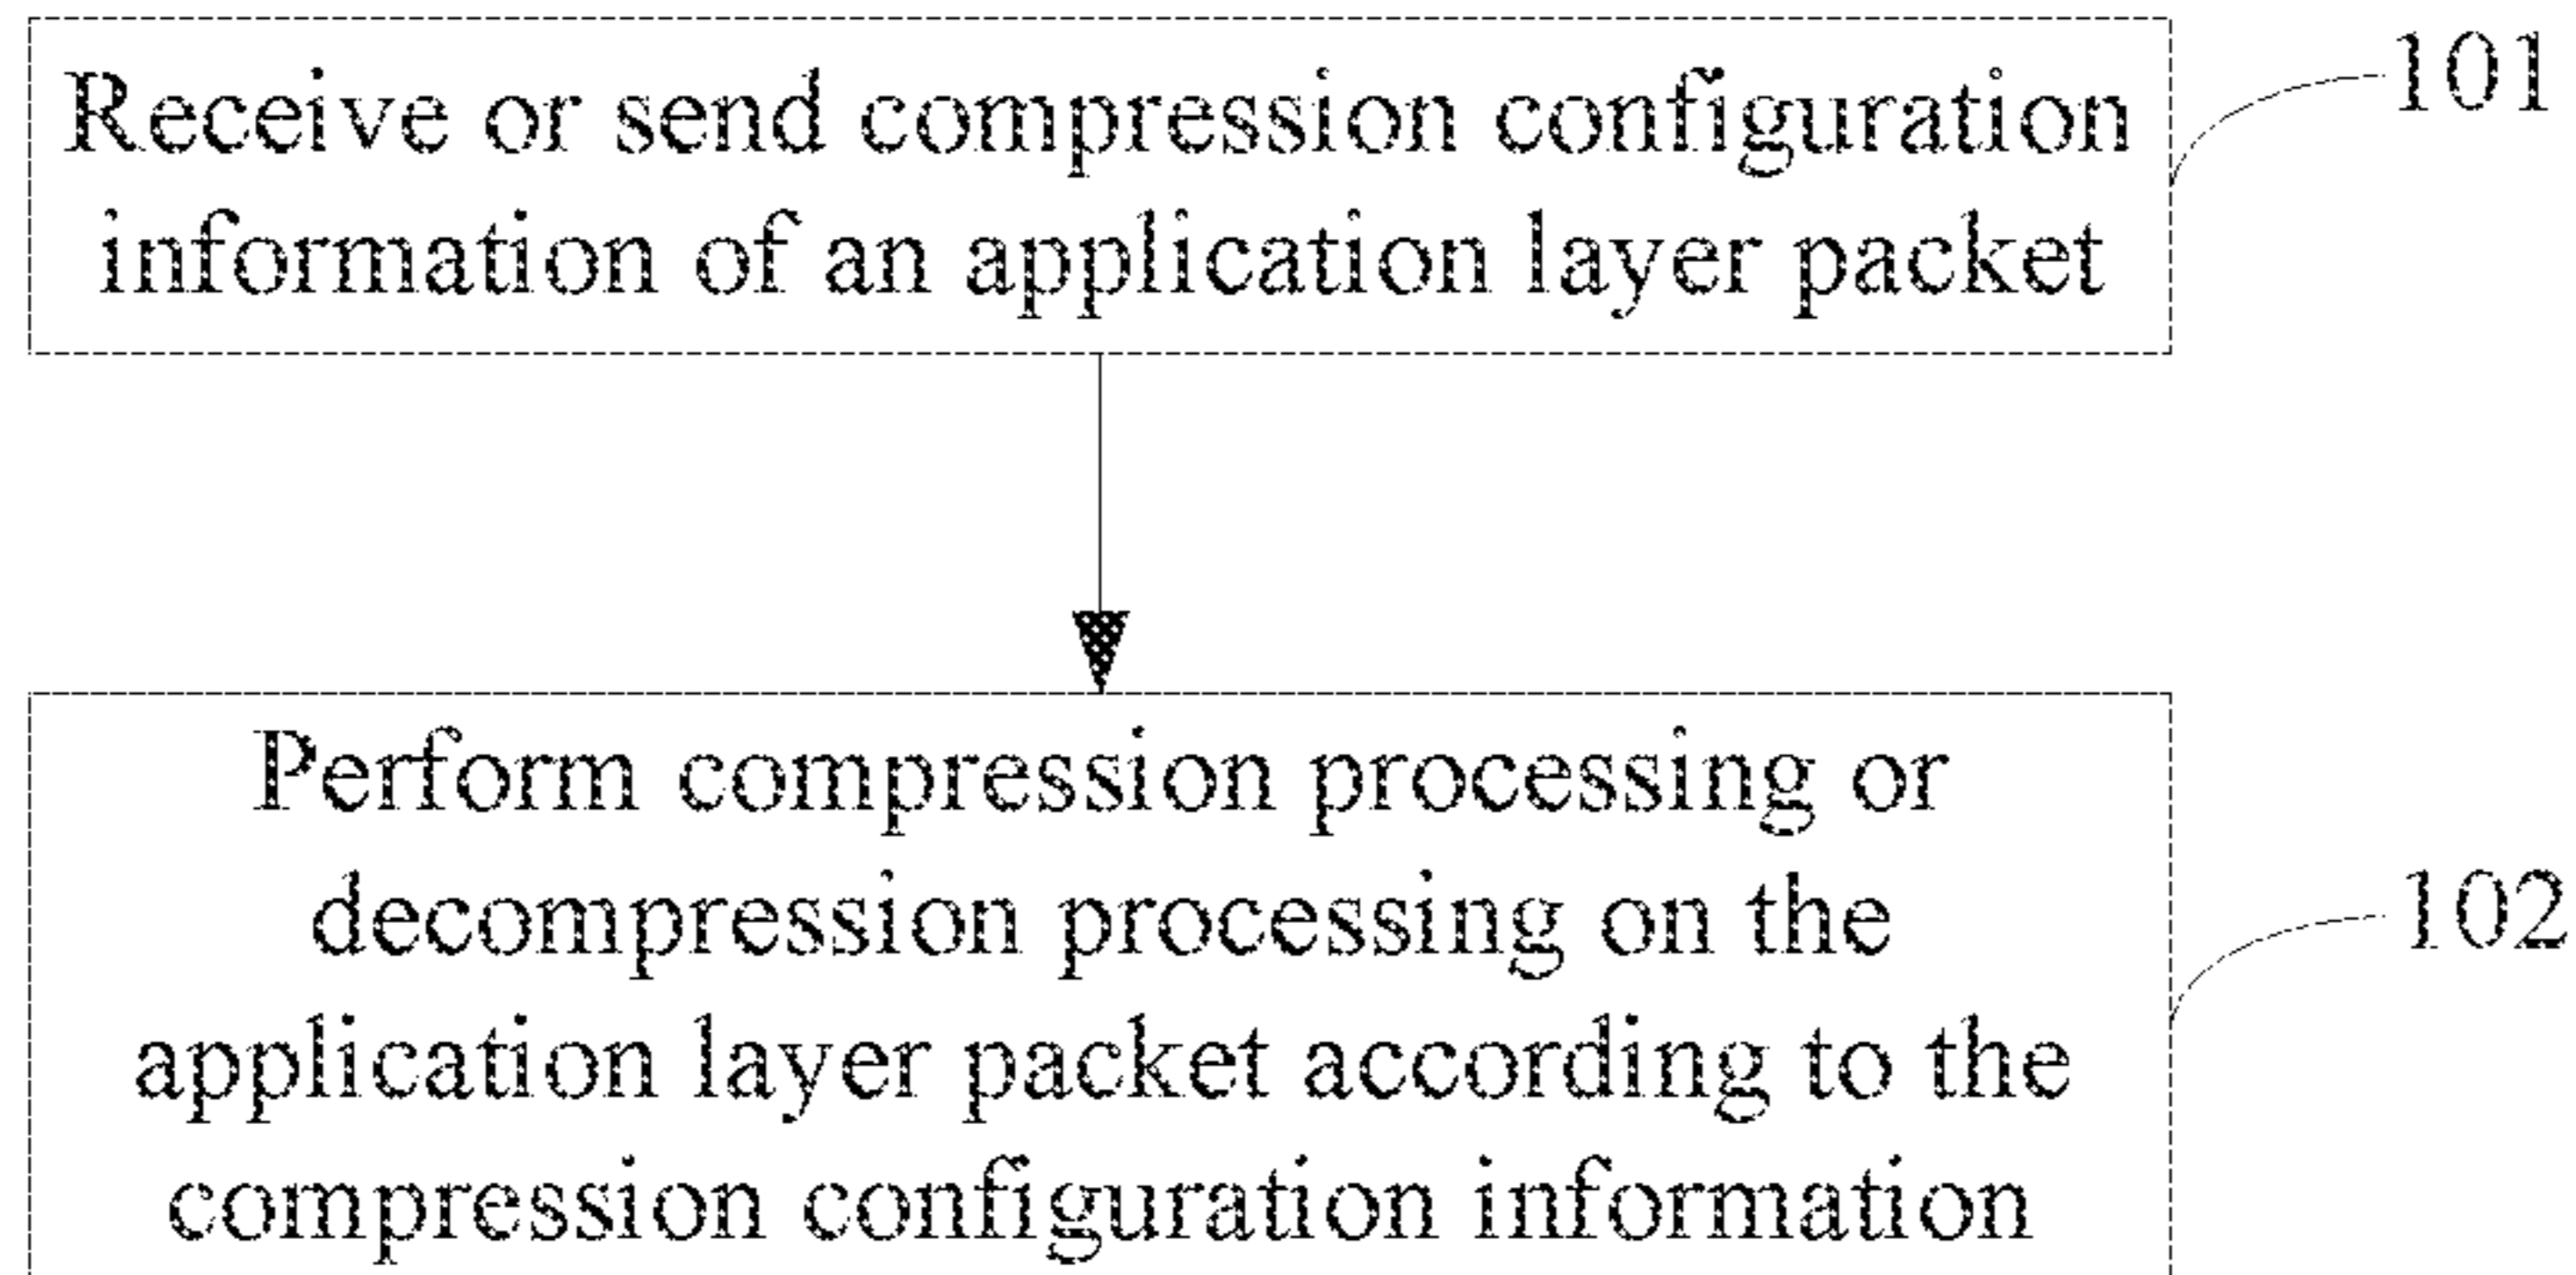 Receive or send compression configuration
information of an application layer packet
101
Perform compression processing or
decompression processing on the
application layer packet according to the
compression configuration information
102